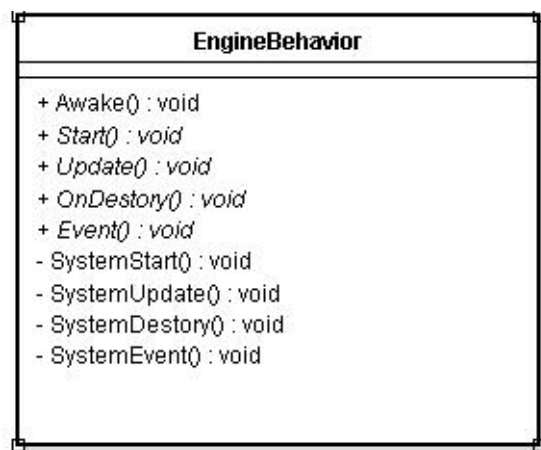 EngineBehavior
+ Awake() : void
+ Start() : void
+ Update() : void
+ OnDestory() : void
+ Event() : void
- SystemStart() : void
- SystemUpdate() : void
- SystemDestory() : void
- SystemEvent() : void